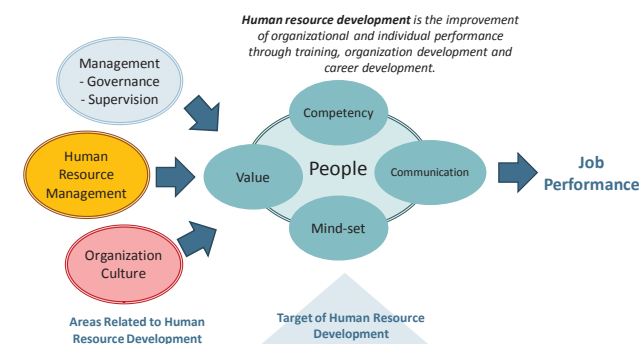 Human resource development is the improvement
of organizational and individual performance
through training, organization development and
career development.
Management
- Governance
- Supervision
Human
Resource
Management
Organization
Culture
Competency
Value
People
Communication
Mind-set
Job
Performance
Areas Related to Human
Resource Development
Target of Human Resource
Development